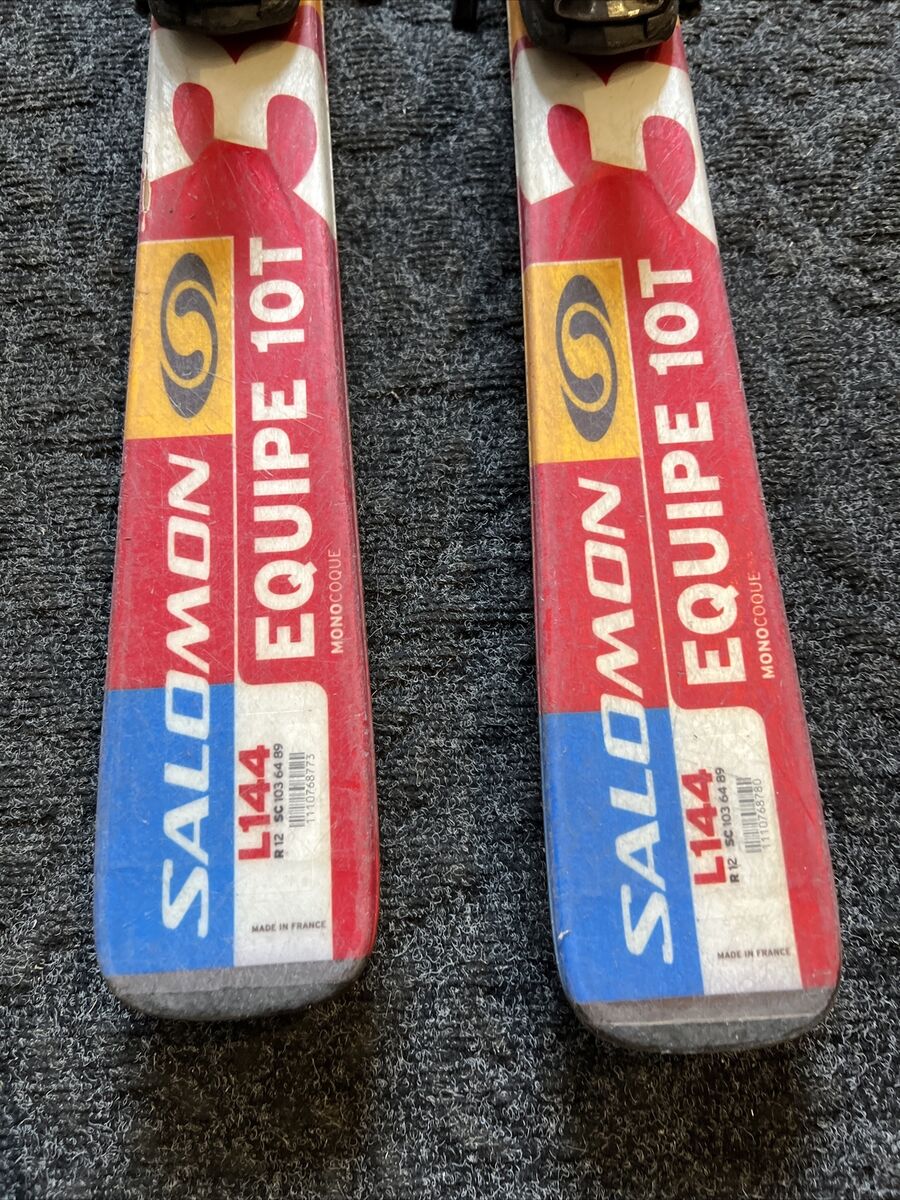 SALOMON
EQUIPE 10T
MONOCOQUE
L144
R 12 SC 103 64 89
1110768773
MADE IN FRANCE
SALOMON
EQUIPE 10T
MONOCOQUE
L144
R 12 SC 103 64 89
1110768780
MADE IN FRANCE